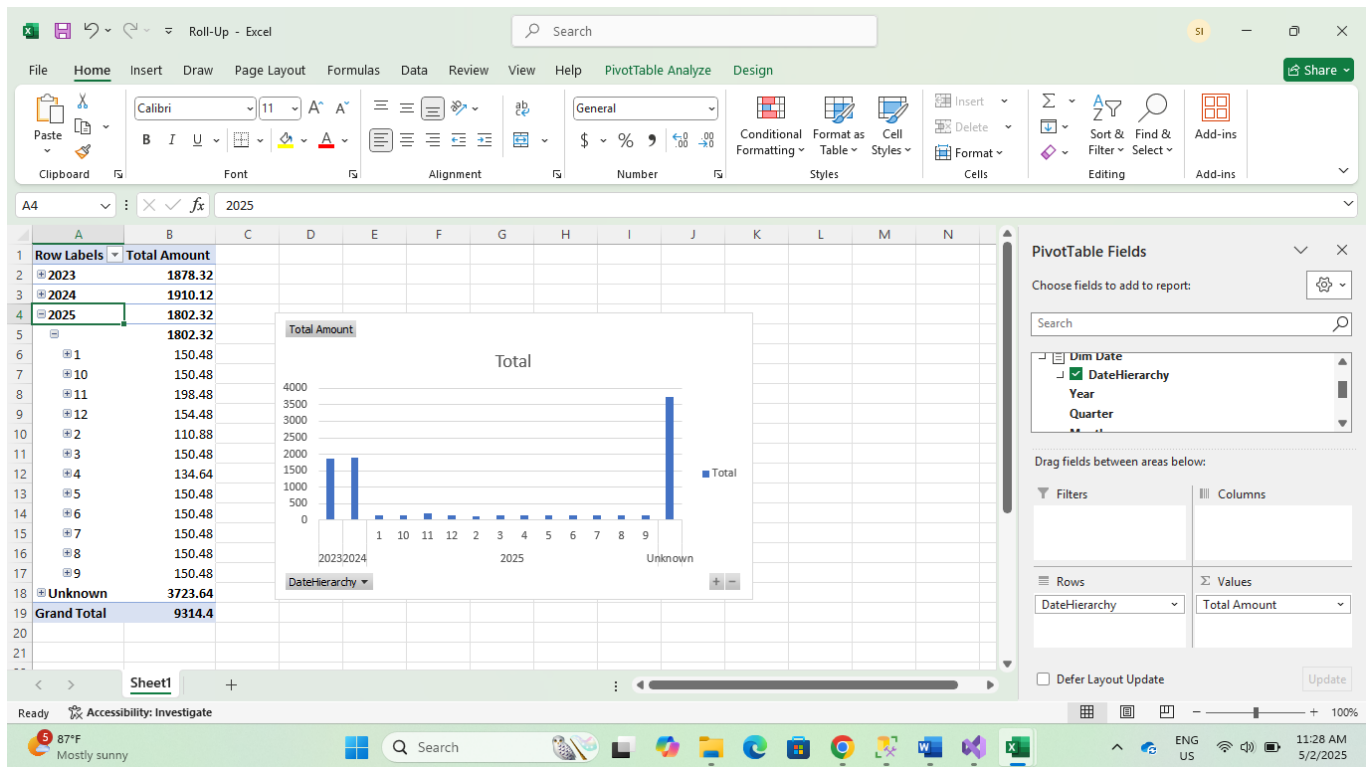 Roll-Up - Excel
Search
SI
File Home Insert Draw Page Layout Formulas Data Review View Help PivotTable Analyze Design
Share
Paste
Calibri 11 A^ A˅
B I U A
ab
General
$ % 9 .00
Conditional Formatting
Format as Table
Cell Styles
Insert
Delete
Format
Sort & Filter
Find & Select
Add-ins
Clipboard Font Alignment Number Styles Cells Editing Add-ins
A4 fx 2025
A B C D E F G H I J K L M N
1 Row Labels Total Amount
2 2023 1878.32
3 2024 1910.12
4 2025 1802.32
5 1802.32
6 1 150.48
7 10 150.48
8 11 198.48
9 12 154.48
10 2 110.88
11 3 150.48
12 4 134.64
13 5 150.48
14 6 150.48
15 7 150.48
16 8 150.48
17 9 150.48
18 Unknown 3723.64
19 Grand Total 9314.4
20
21
Total Amount
Total
4000
3500
3000
2500
2000
1500
1000
500
0
1 10 11 12 2 3 4 5 6 7 8 9
2023 2024 2025 Unknown
Total
DateHierarchy
+ −
PivotTable Fields
Choose fields to add to report:
Search
Dim Date
DateHierarchy
Year
Quarter
Drag fields between areas below:
Filters
Columns
Rows
Σ Values
DateHierarchy
Total Amount
Defer Layout Update
Update
Sheet1 +
Ready Accessibility: Investigate
100%
5
87°F
Mostly sunny
Search
ENG
US
11:28 AM
5/2/2025